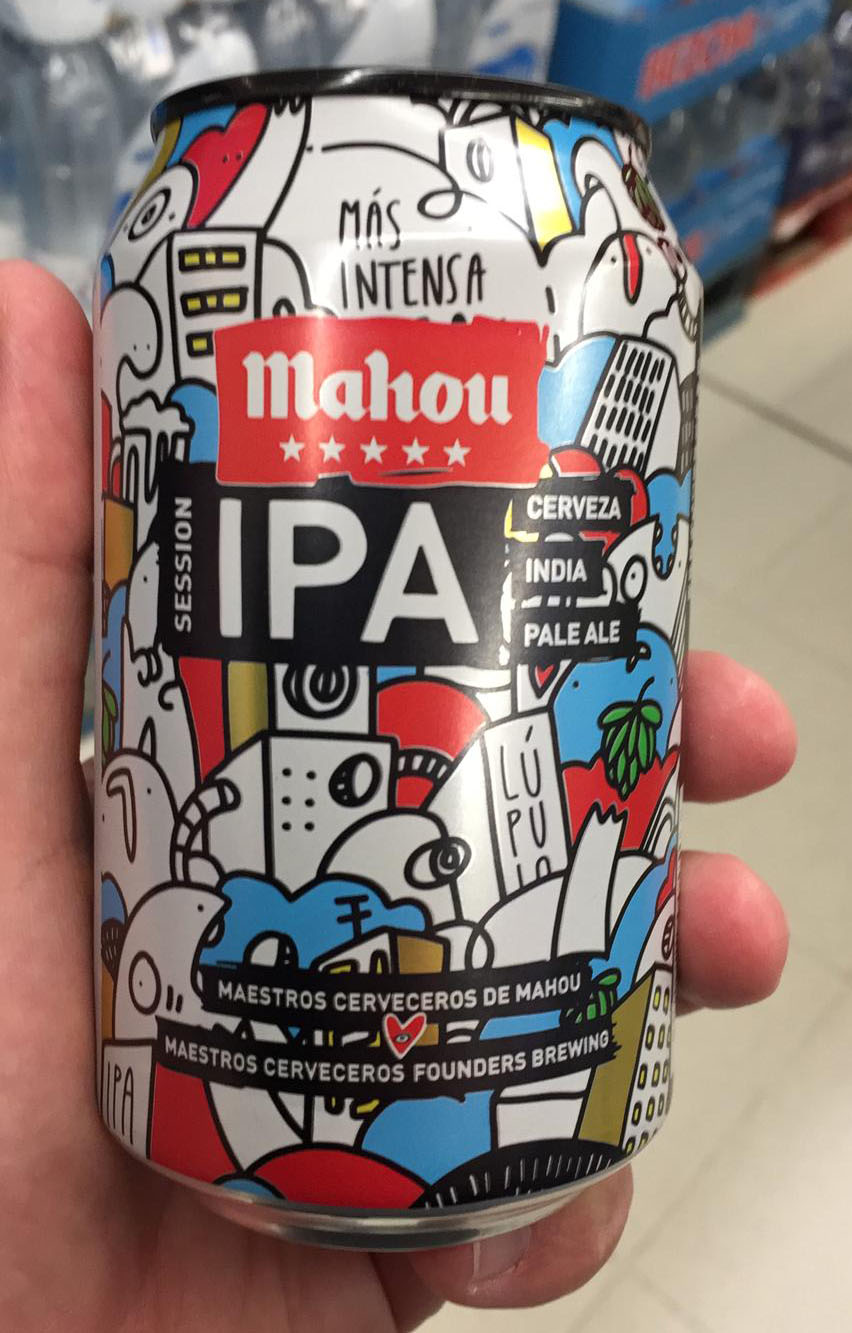 MÁS
INTENSA
Mahou
SESSION
IPA
CERVEZA
INDIA
PALE ALE
LÚ
PU
LO
MAESTROS CERVECEROS DE MAHOU
MAESTROS CERVECEROS FOUNDERS BREWING
IPA